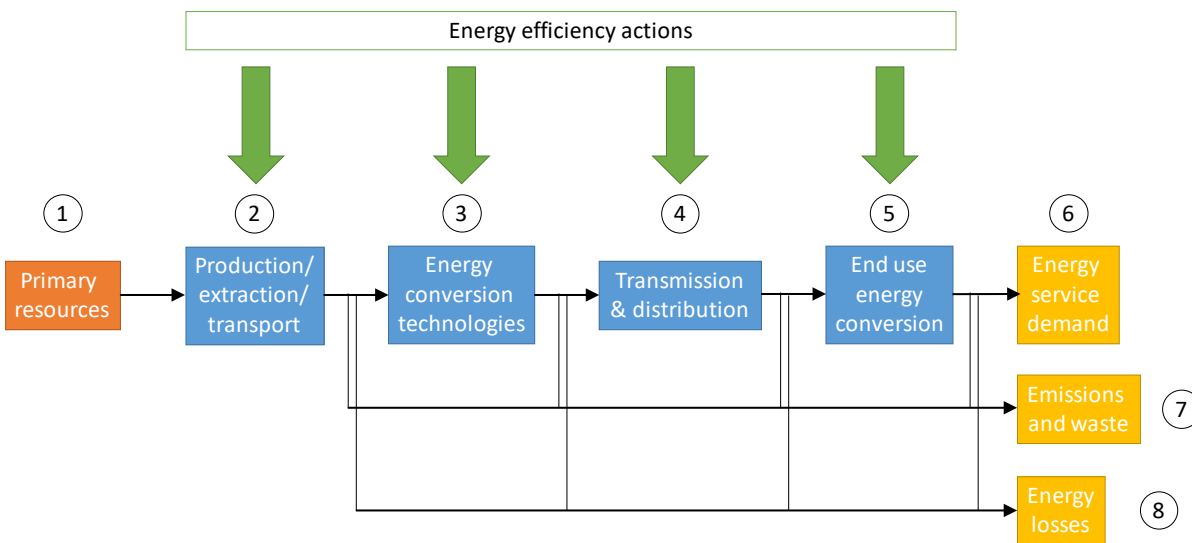 Energy efficiency actions
1
2
3
4
5
6
Primary
resources
Production/
extraction/
transport
Energy
conversion
technologies
Transmission
& distribution
End use
energy
conversion
Energy
service
demand
Emissions
and waste
7
Energy
losses
8